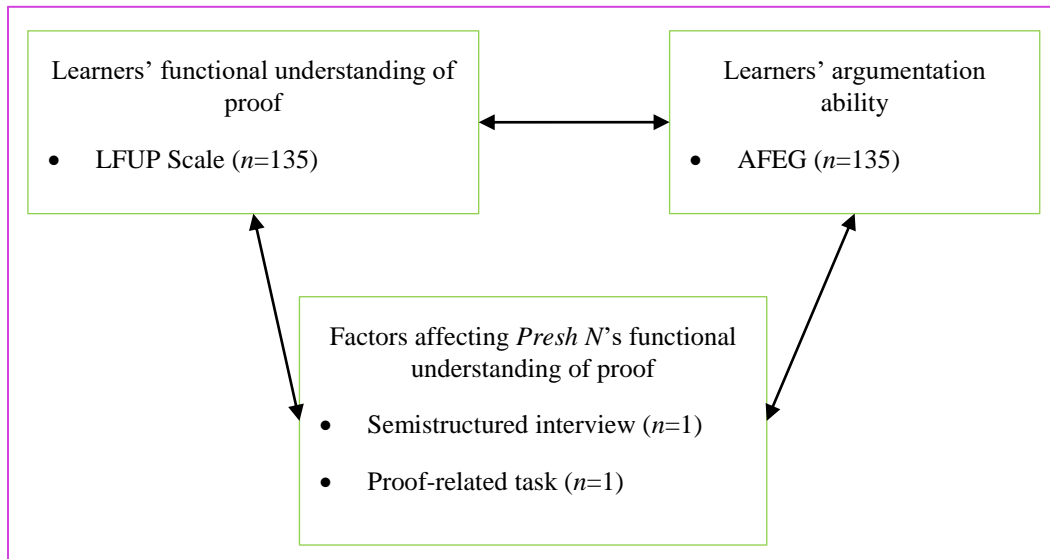 Learners’ functional understanding of
proof
• LFUP Scale (n=135)
Learners’ argumentation
ability
• AFEG (n=135)
Factors affecting Presh N’s functional
understanding of proof
• Semistructured interview (n=1)
• Proof-related task (n=1)